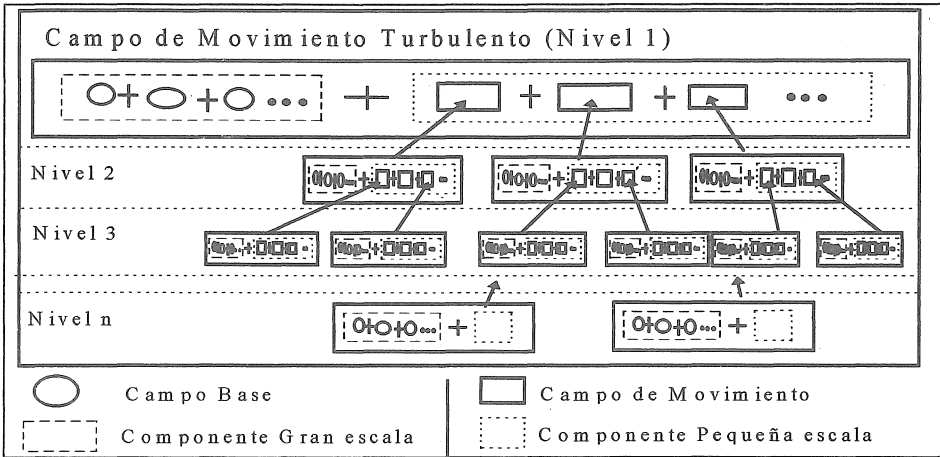 Campo de Movimiento Turbulento (Nivel 1)
Nivel 2
Nivel 3
Nivel n
Campo Base
Campo de Movimiento
Componente Gran escala
Componente Pequeña escala